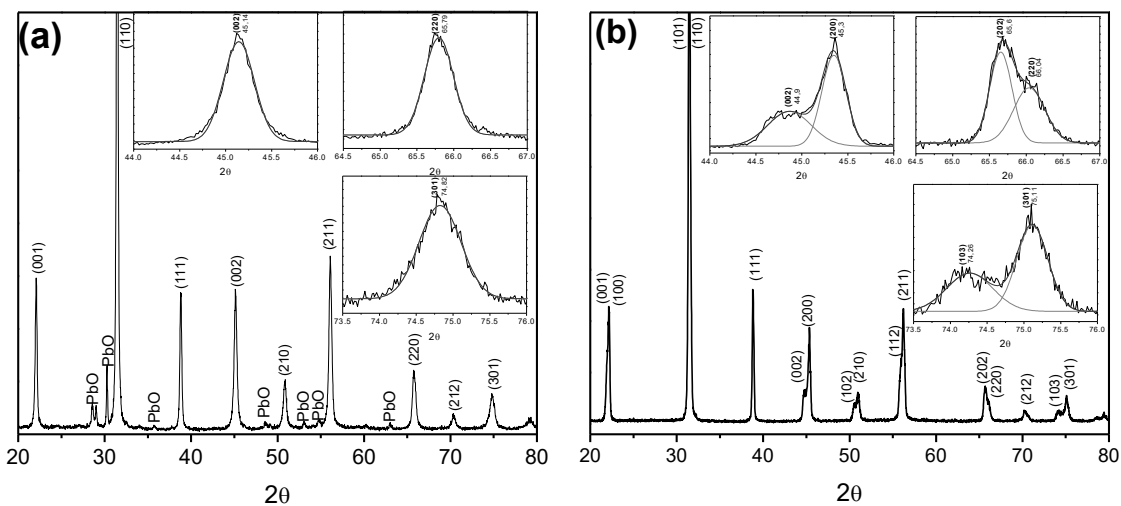 (a)
(110)
(002)
45,14
44.0 44.5 45.0 45.5 46.0
2θ
(220)
65,79
64.5 65.0 65.5 66.0 66.5 67.0
2θ
(301)
74,82
73.5 74.0 74.5 75.0 75.5 76.0
2θ
(001)
PbO
PbO
PbO
(111)
(002)
PbO
(210)
PbO
PbO
(211)
PbO
(220)
(212)
(301)
20 30 40 50 60 70 80
2θ
(b)
(101)
(110)
(002)
44,9
(200)
45,3
44.0 44.5 45.0 45.5 46.0
2θ
(202)
65,6
(220)
66,04
64.5 65.0 65.5 66.0 66.5 67.0
2θ
(103)
74,26
(301)
75,11
73.5 74.0 74.5 75.0 75.5 76.0
2θ
(001)
(100)
(111)
(002)
(200)
(102)
(210)
(112)
(211)
(202)
(220)
(212)
(103)
(301)
20 30 40 50 60 70 80
2θ